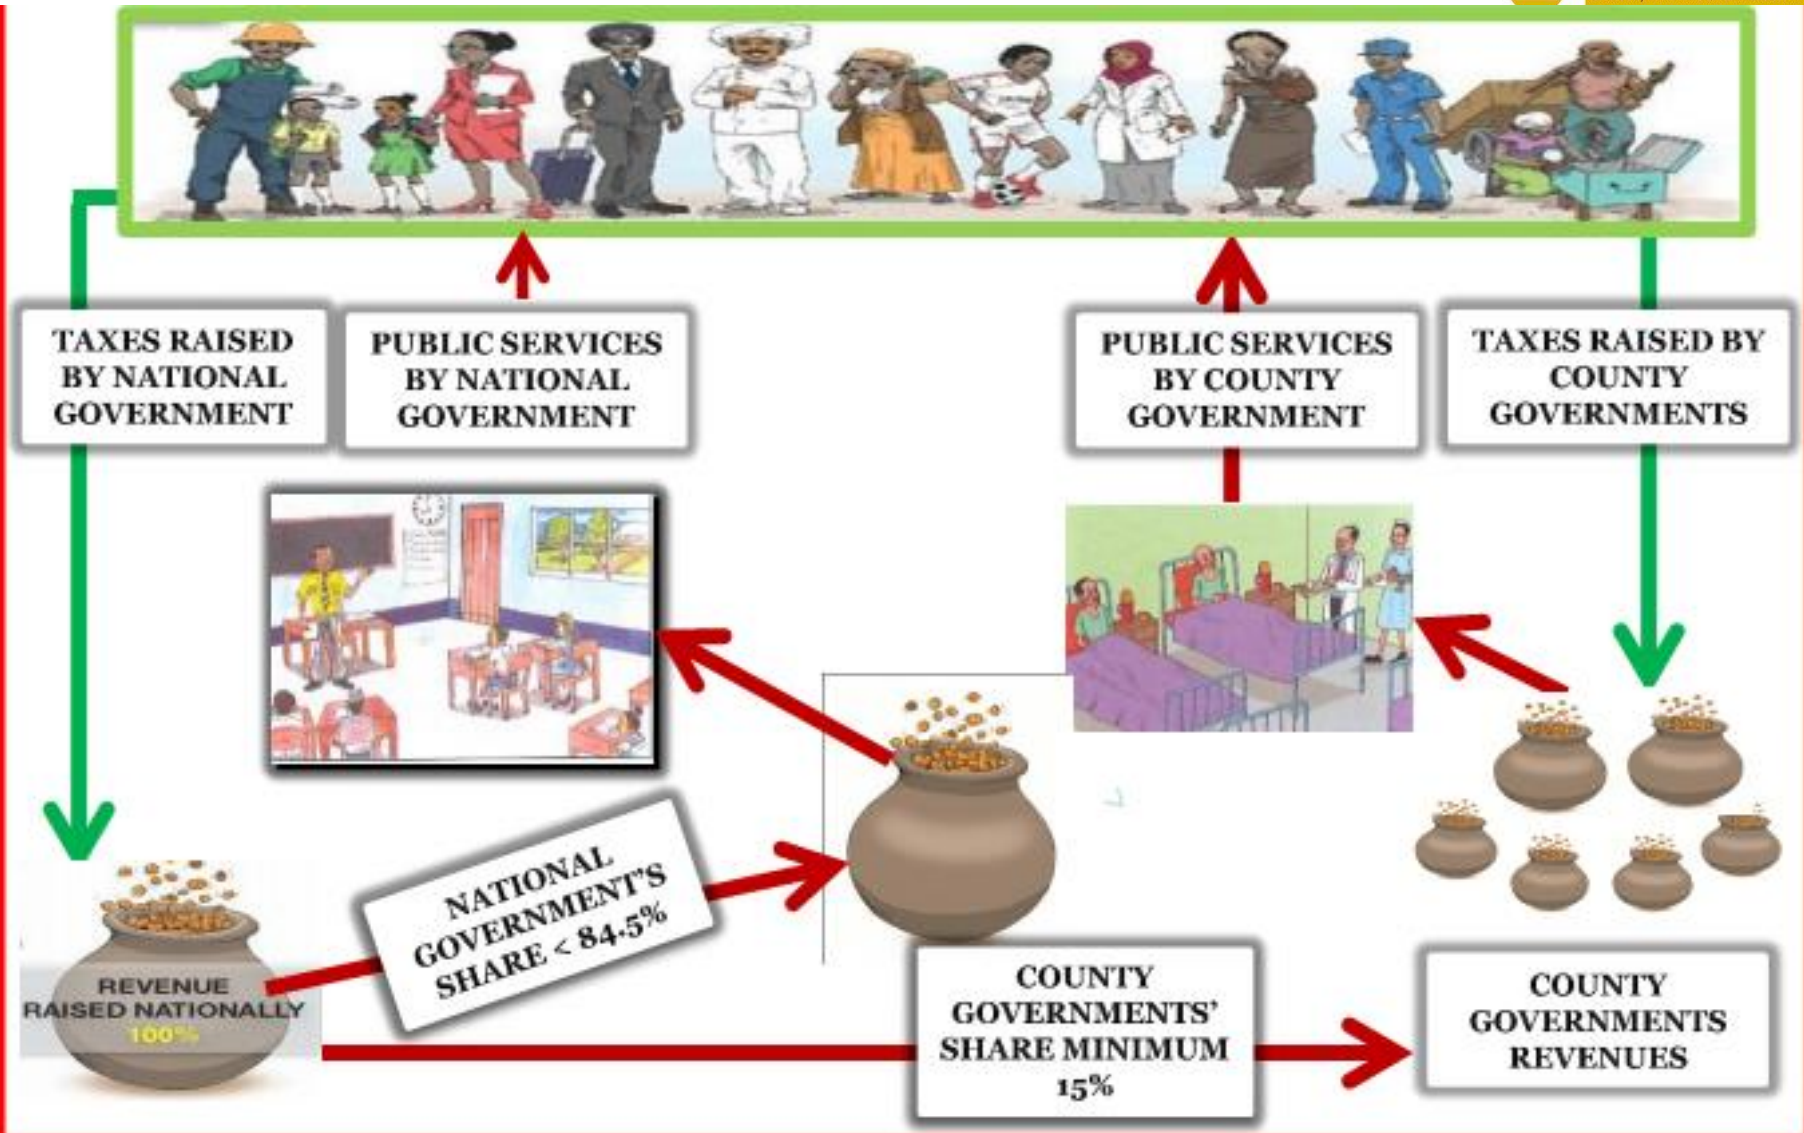 TAXES RAISED
BY NATIONAL
GOVERNMENT
PUBLIC SERVICES
BY NATIONAL
GOVERNMENT
PUBLIC SERVICES
BY COUNTY
GOVERNMENT
TAXES RAISED BY
COUNTY
GOVERNMENTS
NATIONAL
GOVERNMENT'S
SHARE < 84.5%
REVENUE
RAISED NATIONALLY
100%
COUNTY
GOVERNMENTS'
SHARE MINIMUM
15%
COUNTY
GOVERNMENTS
REVENUES